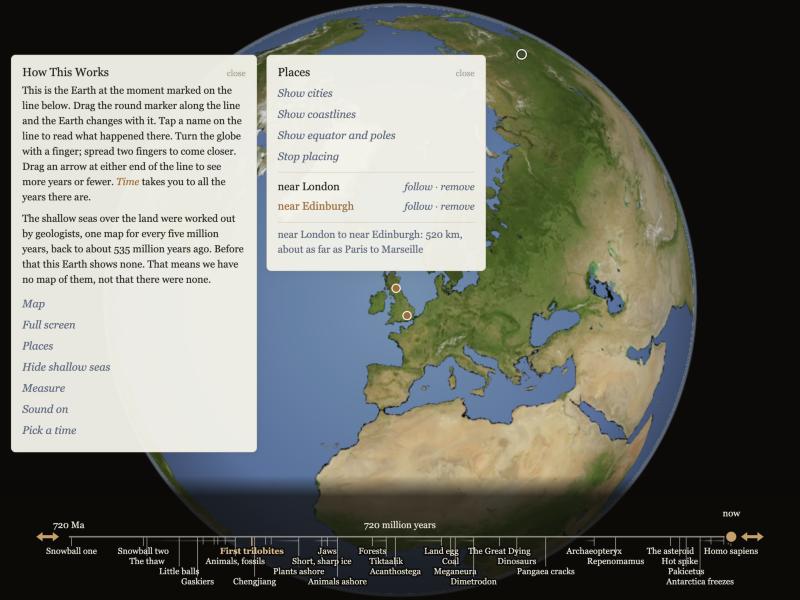 How This Works
close
This is the Earth at the moment marked on the
line below. Drag the round marker along the line
and the Earth changes with it. Tap a name on the
line to read what happened there. Turn the globe
with a finger; spread two fingers to come closer.
Drag an arrow at either end of the line to see
more years or fewer. Time takes you to all the
years there are.
The shallow seas over the land were worked out
by geologists, one map for every five million
years, back to about 535 million years ago. Before
that this Earth shows none. That means we have
no map of them, not that there were none.
Map
Full screen
Places
Hide shallow seas
Measure
Sound on
Pick a time
Places
close
Show cities
Show coastlines
Show equator and poles
Stop placing
near London follow · remove
near Edinburgh follow · remove
near London to near Edinburgh: 520 km,
about as far as Paris to Marseille
now
720 Ma 720 million years
Snowball one Snowball two First trilobites Jaws Forests Land egg The Great Dying Archaeopteryx The asteroid Homo sapiens
The thaw Animals, fossils Short, sharp ice Tiktaalik Coal Dinosaurs Repenomamus Hot spike
Little balls Plants ashore Acanthostega Meganeura Pangaea cracks Pakicetus
Gaskiers Chengjiang Animals ashore Dimetrodon Antarctica freezes